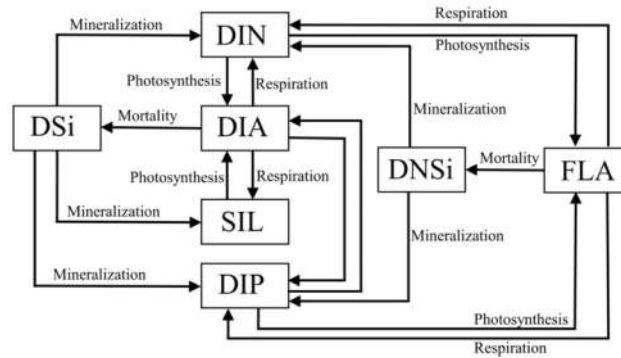 Respiration
Mineralization
DIN
Photosynthesis
Photosynthesis
Respiration
Mineralization
Mortality
DSi
DIA
DNSi
Mortality
FLA
Photosynthesis
Respiration
Mineralization
SIL
Mineralization
Mineralization
DIP
Photosynthesis
Respiration